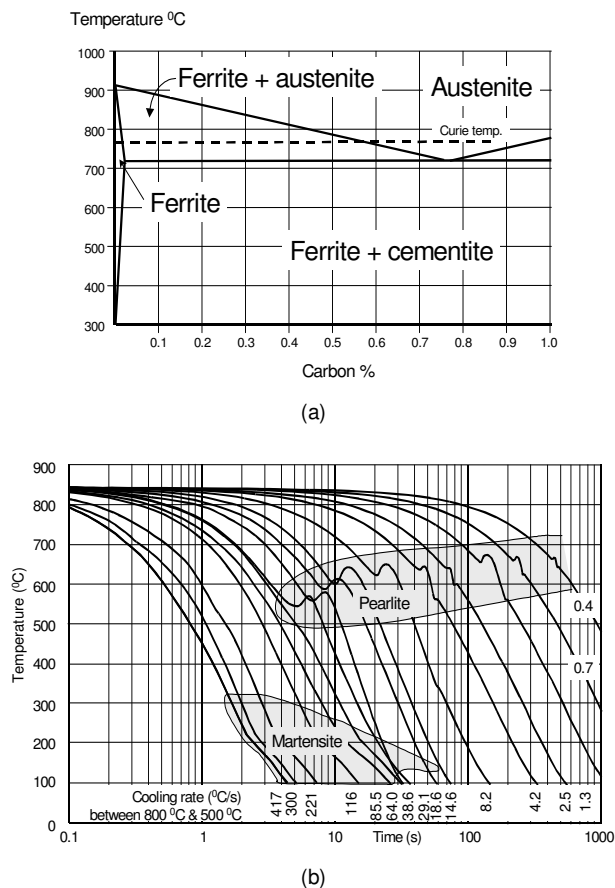 Temperature ⁰C
1000
Ferrite + austenite
Austenite
900
800
Curie temp.
700
Ferrite
600
500
Ferrite + cementite
400
300
0.1 0.2 0.3 0.4 0.5 0.6 0.7 0.8 0.9 1.0
Carbon %
(a)
900
800
700
600
Pearlite
0.4
500
400
0.7
300
Martensite
200
100
0
Temperature (⁰C)
Cooling rate (⁰C/s)
between 800 ⁰C & 500 ⁰C
417 300 221 116 85.5 64.0 38.6 29.1 18.6 14.6 8.2 4.2 2.5 1.3
0.1 1 10 Time (s) 100 1000
(b)